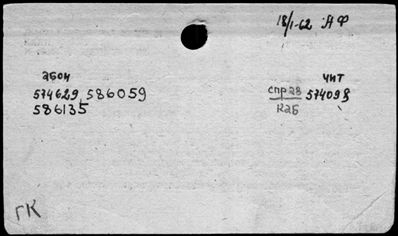 18/I-62 АФ
абон
574629 586059
586135
чит
спр 28 574098
каб
ГК